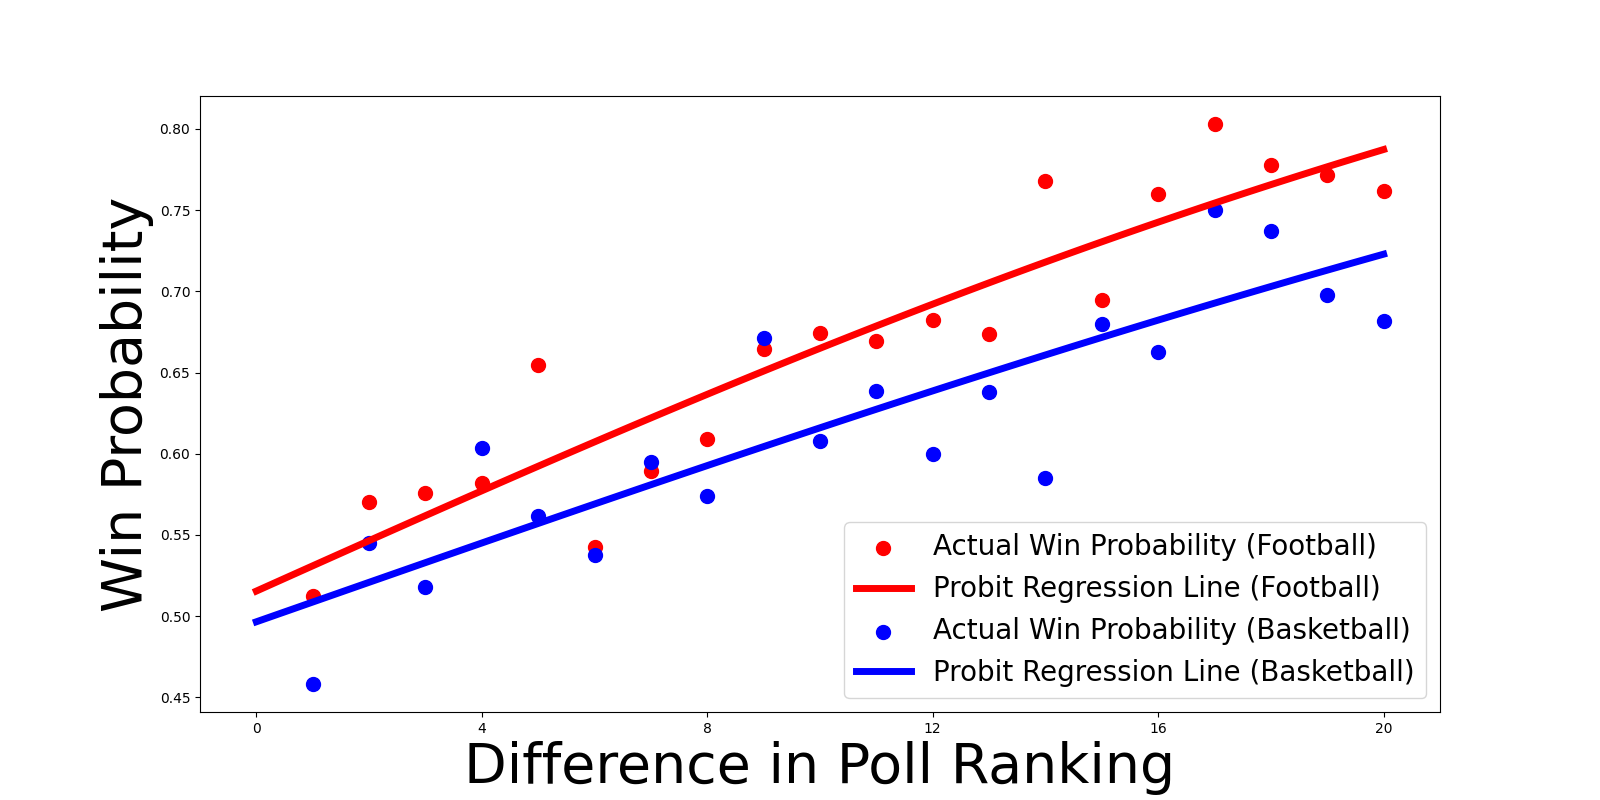 Win Probability
0.80
0.75
0.70
0.65
0.60
0.55
0.50
0.45
Actual Win Probability (Football)
Probit Regression Line (Football)
Actual Win Probability (Basketball)
Probit Regression Line (Basketball)
0 4 8 12 16 20
Difference in Poll Ranking